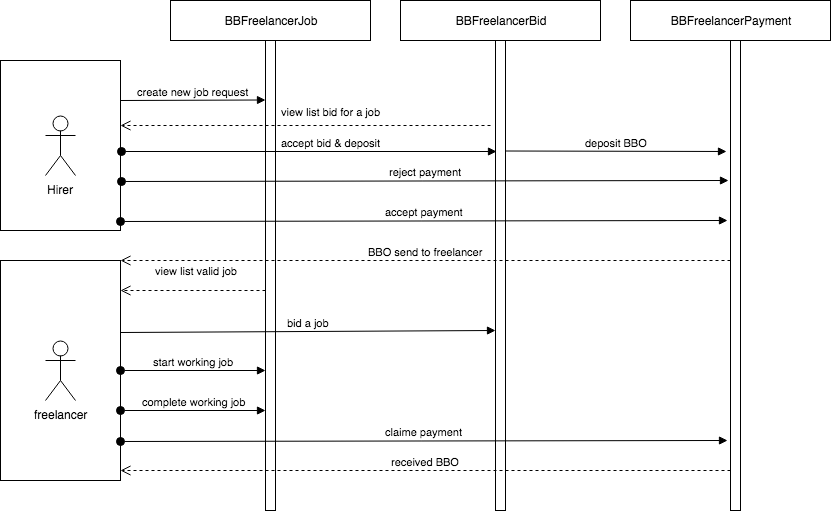 BBFreelancerJob
BBFreelancerBid
BBFreelancerPayment
create new job request
view list bid for a job
accept bid & deposit
deposit BBO
reject payment
Hirer
accept payment
BBO send to freelancer
view list valid job
bid a job
start working job
complete working job
freelancer
claime payment
received BBO